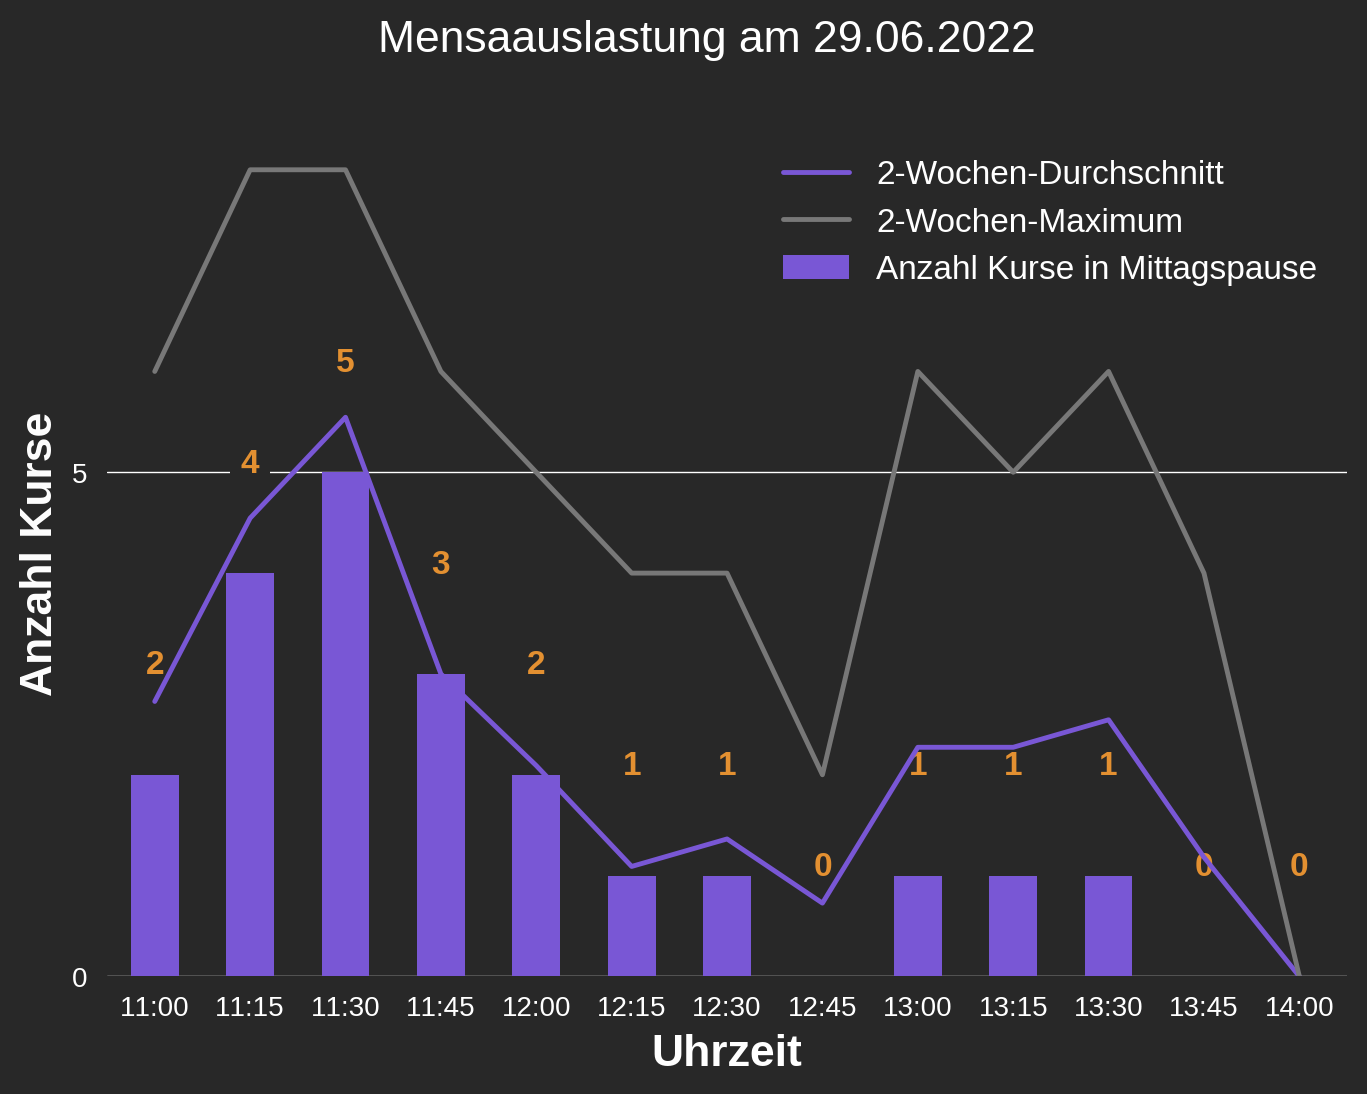 Mensaauslastung am 29.06.2022
2-Wochen-Durchschnitt
2-Wochen-Maximum
Anzahl Kurse in Mittagspause
Anzahl Kurse
5
0
2
4
5
3
2
1
1
0
1
1
1
0
0
11:00 11:15 11:30 11:45 12:00 12:15 12:30 12:45 13:00 13:15 13:30 13:45 14:00
Uhrzeit